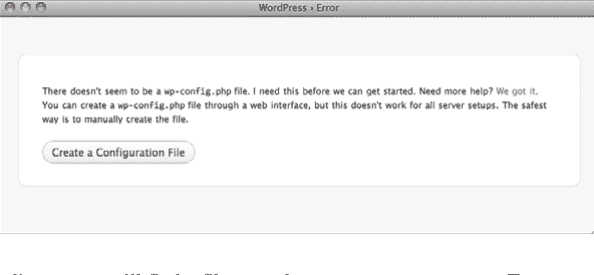 WordPress › Error
There doesn't seem to be a wp-config.php file. I need this before we can get started. Need more help? We got it.
You can create a wp-config.php file through a web interface, but this doesn't work for all server setups. The safest
way is to manually create the file.
Create a Configuration File